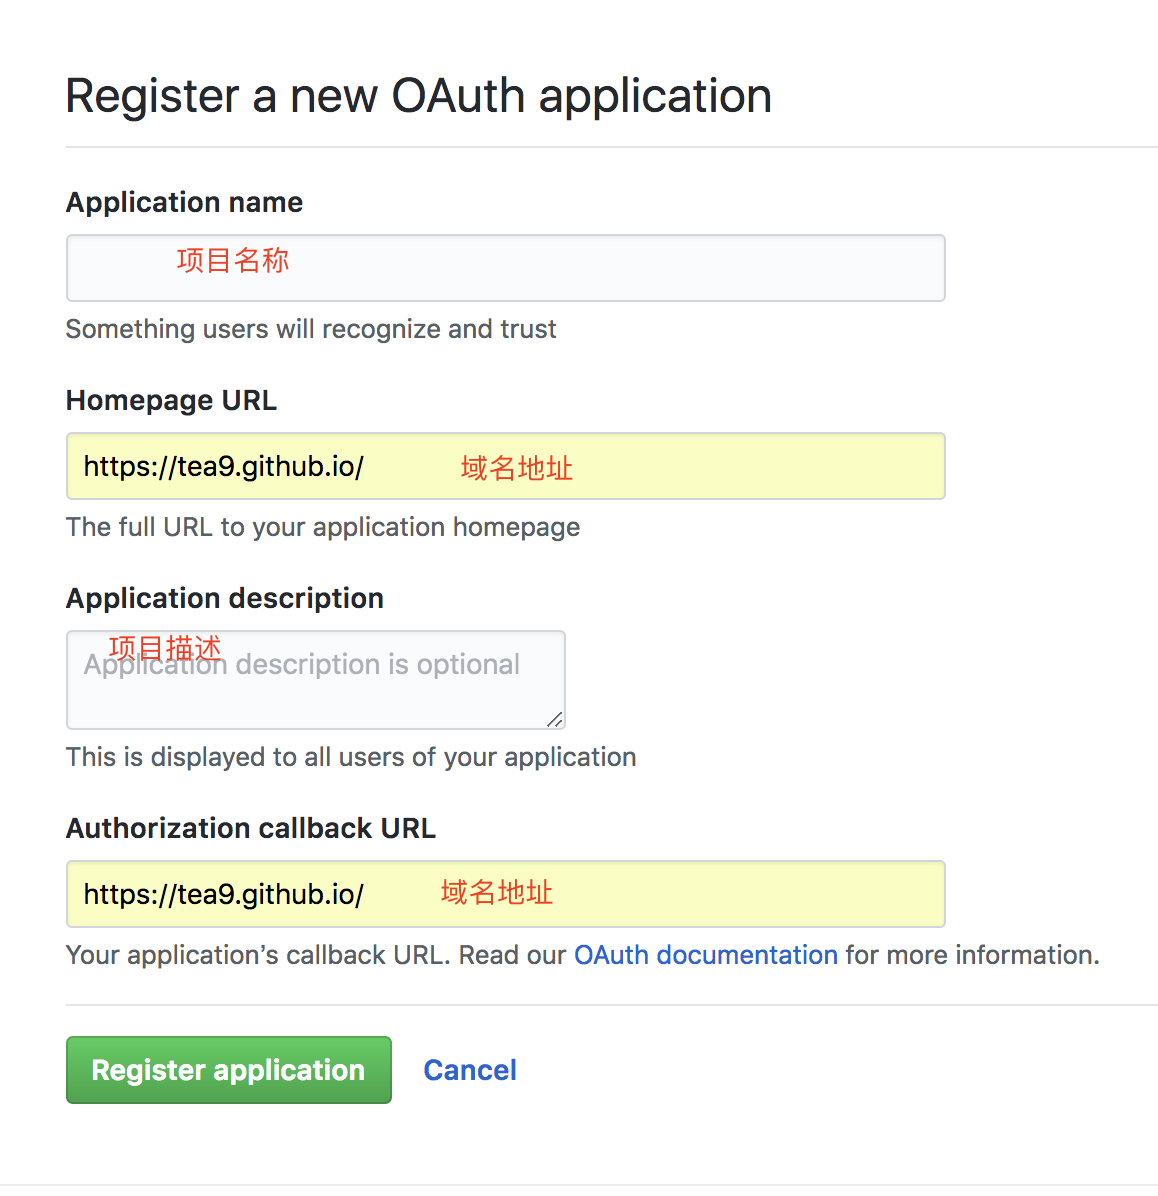 Register a new OAuth application
Application name
项目名称
Something users will recognize and trust
Homepage URL
https://tea9.github.io/ 域名地址
The full URL to your application homepage
Application description
项目描述
Application description is optional
This is displayed to all users of your application
Authorization callback URL
https://tea9.github.io/ 域名地址
Your application’s callback URL. Read our OAuth documentation for more information.
Register application Cancel